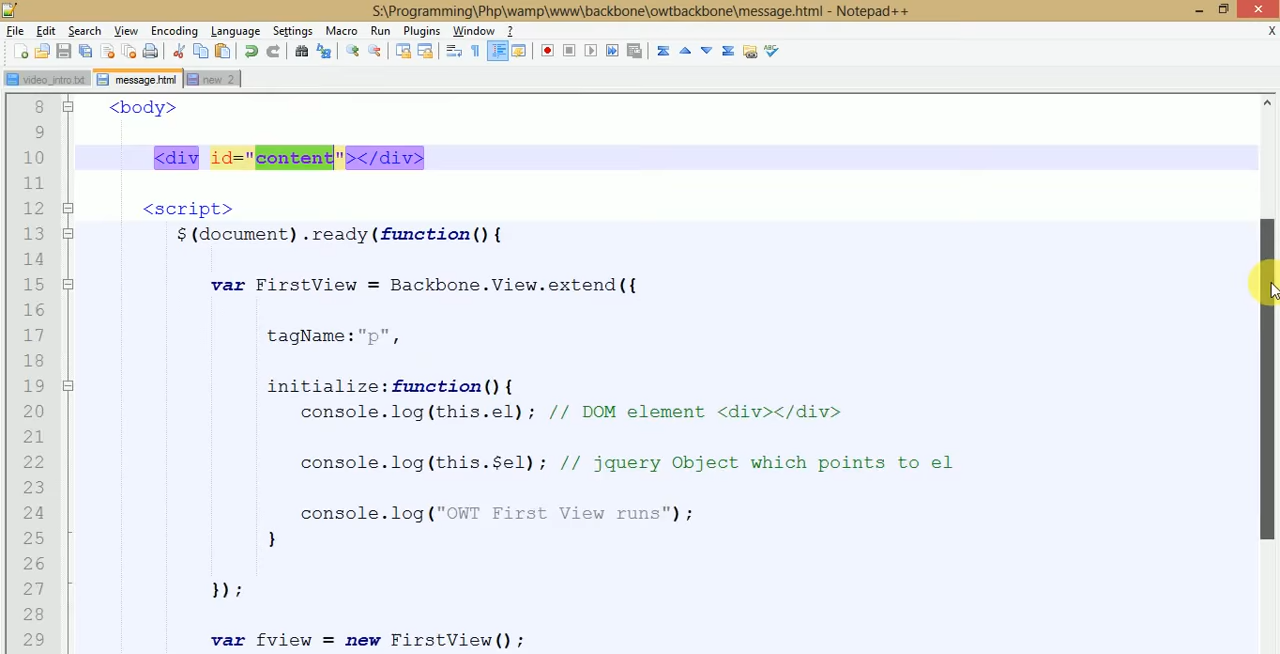 S:\Programming\Php\wamp\www\backbone\owtbackbone\message.html - Notepad++
File Edit Search View Encoding Language Settings Macro Run Plugins Window ? X
video_intro.txt message.html new 2
8 <body>
9
10 <div id="content"></div>
11
12 <script>
13 $(document).ready(function(){
14
15 var FirstView = Backbone.View.extend({
16
17 tagName:"p",
18
19 initialize:function(){
20 console.log(this.el); // DOM element <div></div>
21
22 console.log(this.$el); // jquery Object which points to el
23
24 console.log("OWT First View runs");
25 }
26
27 });
28
29 var fview = new FirstView();